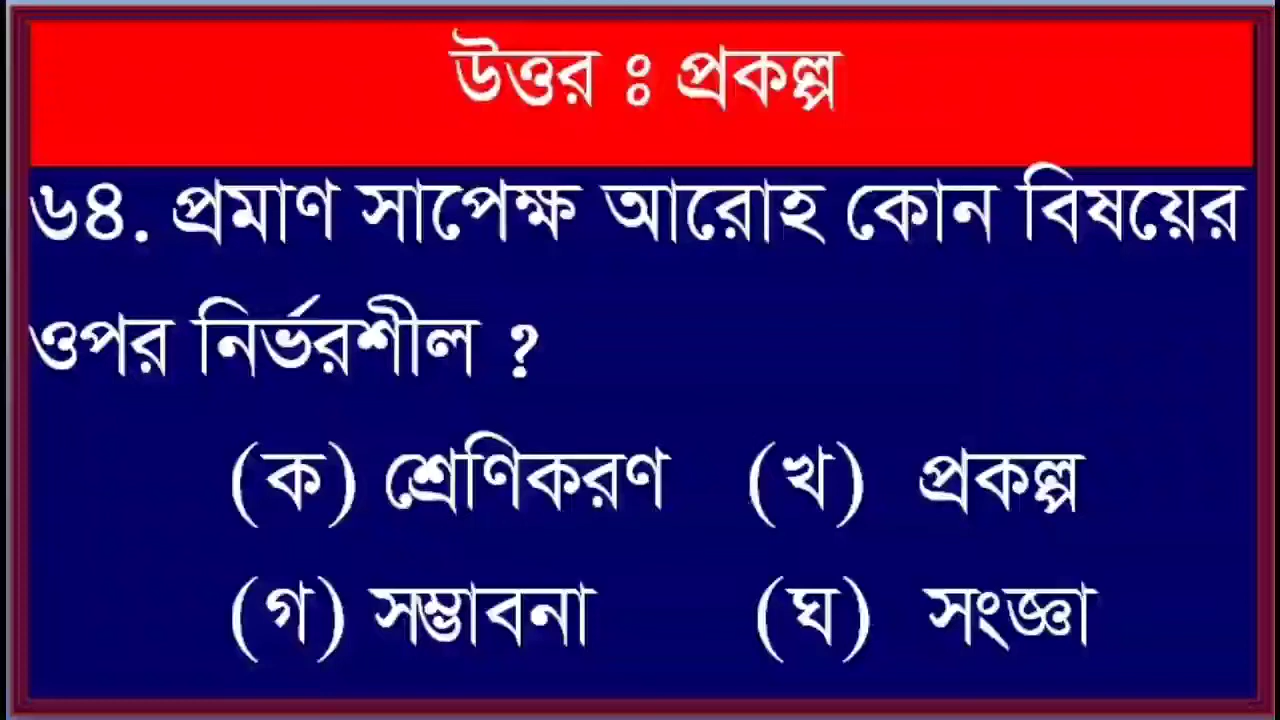 উত্তর ঃ প্রকল্প
৬৪. প্রমাণ সাপেক্ষ আরোহ কোন বিষয়ের
ওপর নির্ভরশীল ?
(ক) শ্রেণিকরণ (খ) প্রকল্প
(গ) সম্ভাবনা (ঘ) সংজ্ঞা